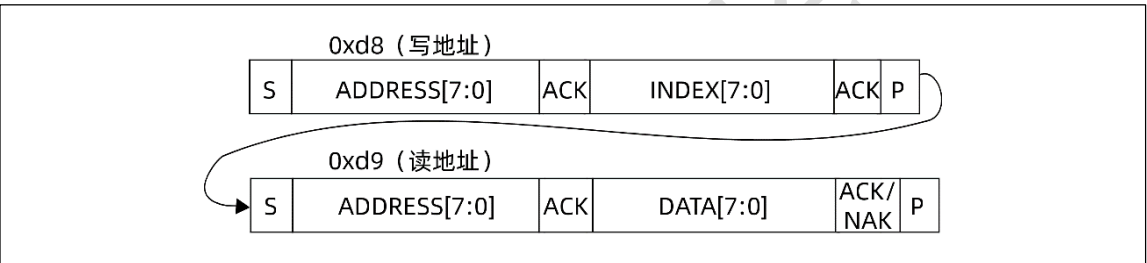 0xd8（写地址）
S ADDRESS[7:0] ACK INDEX[7:0] ACK P
0xd9（读地址）
S ADDRESS[7:0] ACK DATA[7:0] ACK/ NAK P